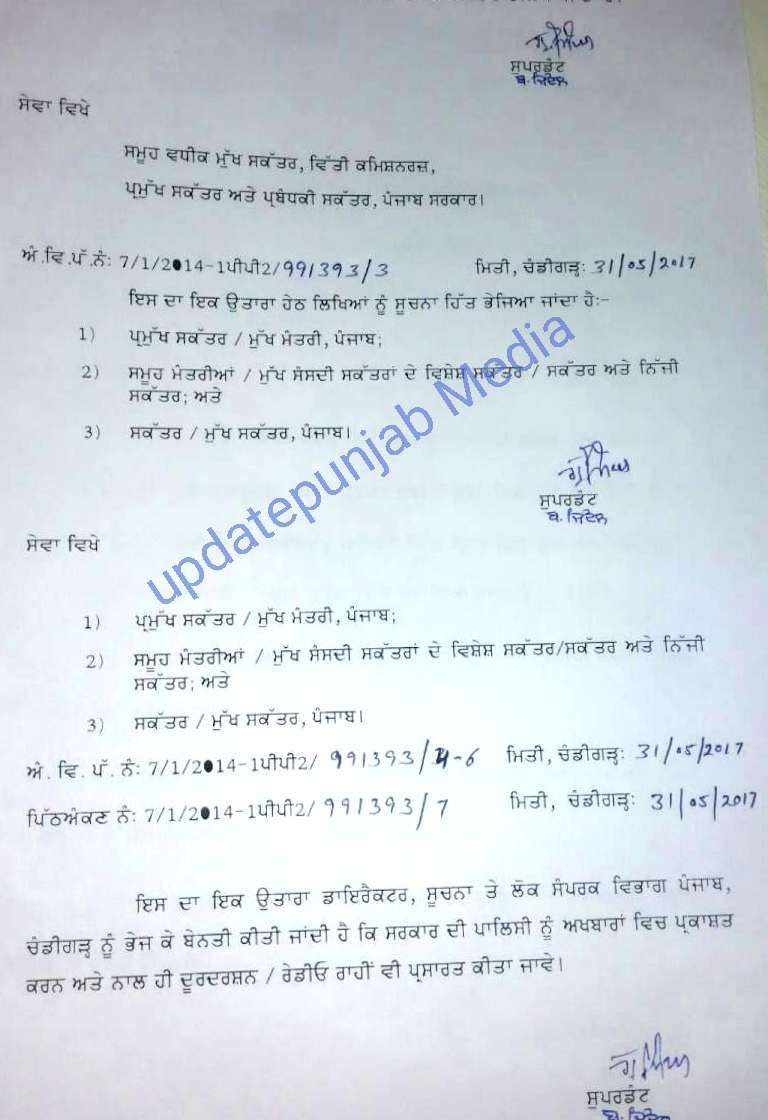 ਸੁਪਰਡੰਟ
ਸੇਵਾ ਵਿਖੇ
ਸਮੂਹ ਵਧੀਕ ਮੁੱਖ ਸਕੱਤਰ, ਵਿੱਤੀ ਕਮਿਸ਼ਨਰਜ਼,
ਪ੍ਰਮੁੱਖ ਸਕੱਤਰ ਅਤੇ ਪ੍ਰਬੰਧਕੀ ਸਕੱਤਰ, ਪੰਜਾਬ ਸਰਕਾਰ।
ਅੰ.ਵਿ.ਪੱ.ਨੰ: 7/1/2014-1ਪੀਪੀ2/991393/3 ਮਿਤੀ, ਚੰਡੀਗੜ੍ਹ: 31/05/2017
ਇਸ ਦਾ ਇਕ ਉਤਾਰਾ ਹੇਠ ਲਿਖਿਆਂ ਨੂੰ ਸੂਚਨਾ ਹਿੱਤ ਭੇਜਿਆ ਜਾਂਦਾ ਹੈ:-
1) ਪ੍ਰਮੁੱਖ ਸਕੱਤਰ / ਮੁੱਖ ਮੰਤਰੀ, ਪੰਜਾਬ;
2) ਸਮੂਹ ਮੰਤਰੀਆਂ / ਮੁੱਖ ਸੰਸਦੀ ਸਕੱਤਰਾਂ ਦੇ ਵਿਸ਼ੇਸ਼ ਸਕੱਤਰ / ਸਕੱਤਰ ਅਤੇ ਨਿੱਜੀ
ਸਕੱਤਰ; ਅਤੇ
3) ਸਕੱਤਰ / ਮੁੱਖ ਸਕੱਤਰ, ਪੰਜਾਬ।
updatepunjab Media
ਸੁਪਰਡੰਟ
ਸੇਵਾ ਵਿਖੇ
1) ਪ੍ਰਮੁੱਖ ਸਕੱਤਰ / ਮੁੱਖ ਮੰਤਰੀ, ਪੰਜਾਬ;
2) ਸਮੂਹ ਮੰਤਰੀਆਂ / ਮੁੱਖ ਸੰਸਦੀ ਸਕੱਤਰਾਂ ਦੇ ਵਿਸ਼ੇਸ਼ ਸਕੱਤਰ/ਸਕੱਤਰ ਅਤੇ ਨਿੱਜੀ
ਸਕੱਤਰ; ਅਤੇ
3) ਸਕੱਤਰ / ਮੁੱਖ ਸਕੱਤਰ, ਪੰਜਾਬ।
ਅੰ. ਵਿ. ਪੱ. ਨੰ: 7/1/2014-1ਪੀਪੀ2/ 991393/4-6 ਮਿਤੀ, ਚੰਡੀਗੜ੍ਹ: 31/05/2017
ਪਿੱਠਅੰਕਣ ਨੰ: 7/1/2014-1ਪੀਪੀ2/ 991393/7 ਮਿਤੀ, ਚੰਡੀਗੜ੍ਹ: 31/05/2017
ਇਸ ਦਾ ਇਕ ਉਤਾਰਾ ਡਾਇਰੈਕਟਰ, ਸੂਚਨਾ ਤੇ ਲੋਕ ਸੰਪਰਕ ਵਿਭਾਗ ਪੰਜਾਬ,
ਚੰਡੀਗੜ੍ਹ ਨੂੰ ਭੇਜ ਕੇ ਬੇਨਤੀ ਕੀਤੀ ਜਾਂਦੀ ਹੈ ਕਿ ਸਰਕਾਰ ਦੀ ਪਾਲਿਸੀ ਨੂੰ ਅਖਬਾਰਾਂ ਵਿਚ ਪ੍ਰਕਾਸ਼ਤ
ਕਰਨ ਅਤੇ ਨਾਲ ਹੀ ਦੂਰਦਰਸ਼ਨ / ਰੇਡੀਓ ਰਾਹੀਂ ਵੀ ਪ੍ਰਸਾਰਤ ਕੀਤਾ ਜਾਵੇ।
ਸੁਪਰਡੰਟ